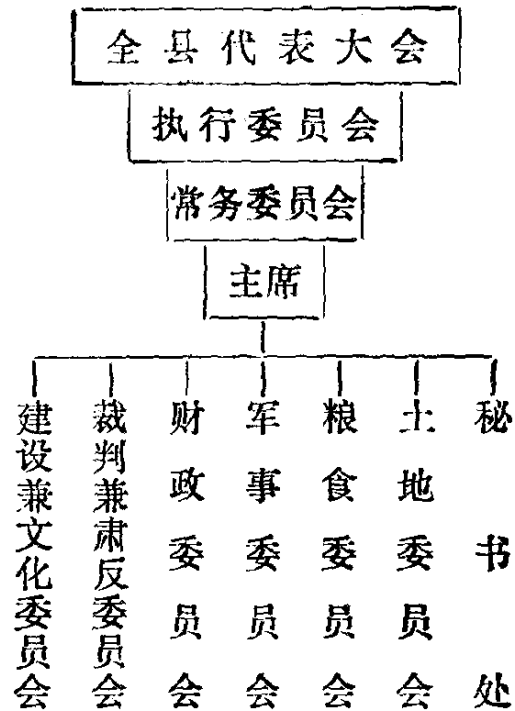 全县代表大会
执行委员会
常务委员会
主席
建设兼文化委员会
裁判兼肃反委员会
财政委员会
军事委员会
粮食委员会
土地委员会
秘书处